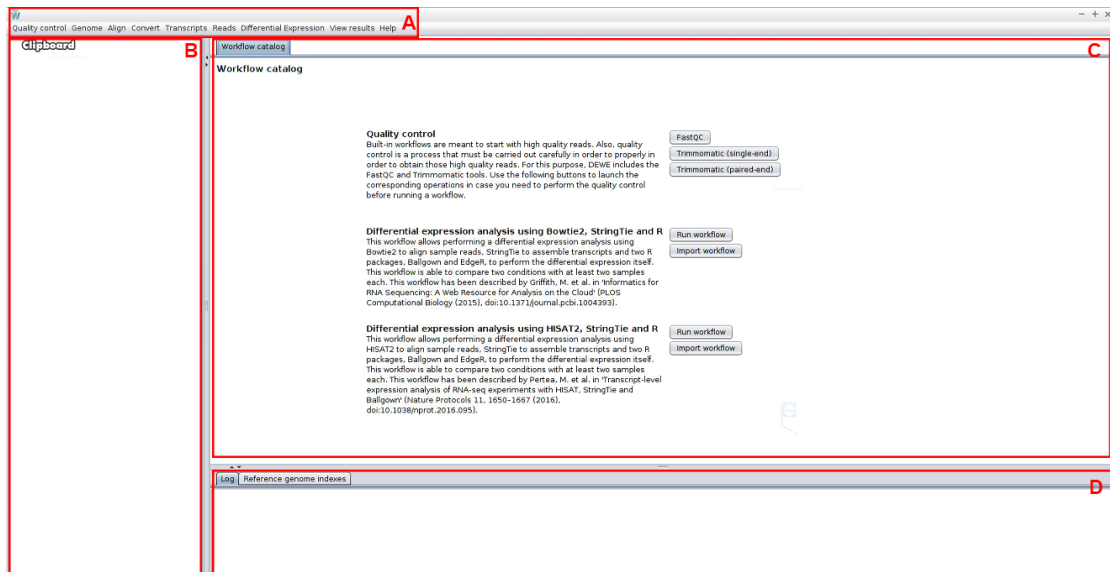 A
Quality control Genome Align Convert Transcripts Reads Differential Expression View results Help
Clipboard
B
Workflow catalog
C
Workflow catalog
Quality control
Built-in workflows are meant to start with high quality reads. Also, quality
control is a process that must be carried out carefully in order to properly in
order to obtain those high quality reads. For this purpose, DEWE includes the
FastQC and Trimmomatic tools. Use the following buttons to launch the
corresponding operations in case you need to perform the quality control
before running a workflow.
FastQC
Trimmomatic (single-end)
Trimmomatic (paired-end)
Differential expression analysis using Bowtie2, StringTie and R
This workflow allows performing a differential expression analysis using
Bowtie2 to align sample reads, StringTie to assemble transcripts and two R
packages, Ballgown and EdgeR, to perform the differential expression itself.
This workflow is able to compare two conditions with at least two samples
each. This workflow has been described by Griffith, M. et al. in 'Informatics for
RNA Sequencing: A Web Resource for Analysis on the Cloud' (PLOS
Computational Biology (2015), doi:10.1371/journal.pcbi.1004393).
Run workflow
Import workflow
Differential expression analysis using HISAT2, StringTie and R
This workflow allows performing a differential expression analysis using
HISAT2 to align sample reads, StringTie to assemble transcripts and two R
packages, Ballgown and EdgeR, to perform the differential expression itself.
This workflow is able to compare two conditions with at least two samples
each. This workflow has been described by Pertea, M. et al. in 'Transcript-level
expression analysis of RNA-seq experiments with HISAT, StringTie and
Ballgown' (Nature Protocols 11, 1650–1667 (2016),
doi:10.1038/nprot.2016.095).
Run workflow
Import workflow
Log Reference genome indexes
D